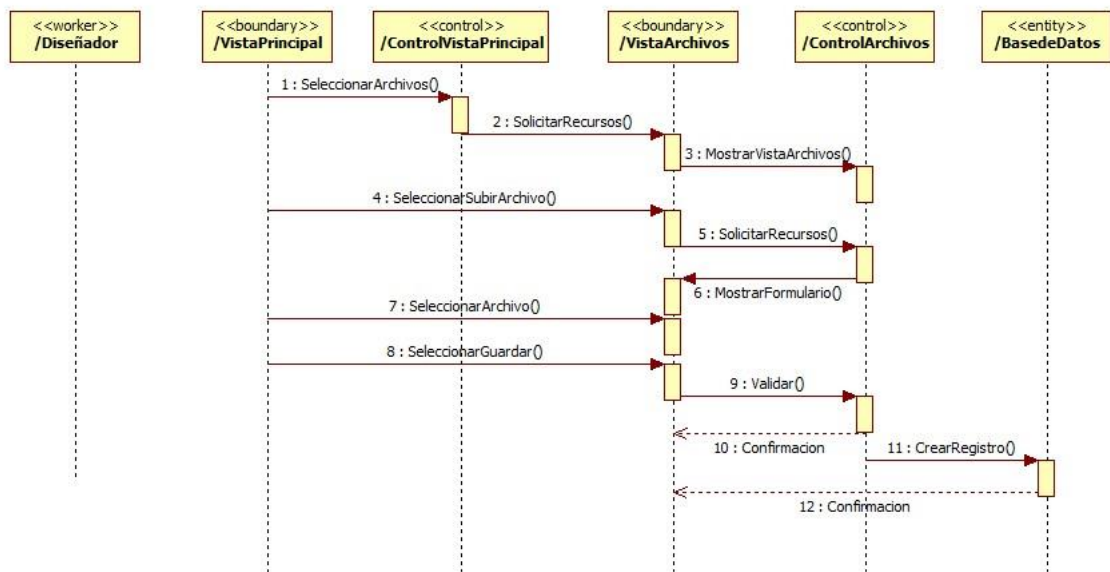 <<worker>>
/Diseñador
<<boundary>>
/VistaPrincipal
<<control>>
/ControlVistaPrincipal
<<boundary>>
/VistaArchivos
<<control>>
/ControlArchivos
<<entity>>
/BasedeDatos
1 : SeleccionarArchivos()
2 : SolicitarRecursos()
3 : MostrarVistaArchivos()
4 : SeleccionarSubirArchivo()
5 : SolicitarRecursos()
6 : MostrarFormulario()
7 : SeleccionarArchivo()
8 : SeleccionarGuardar()
9 : Validar()
10 : Confirmacion
11 : CrearRegistro()
12 : Confirmacion